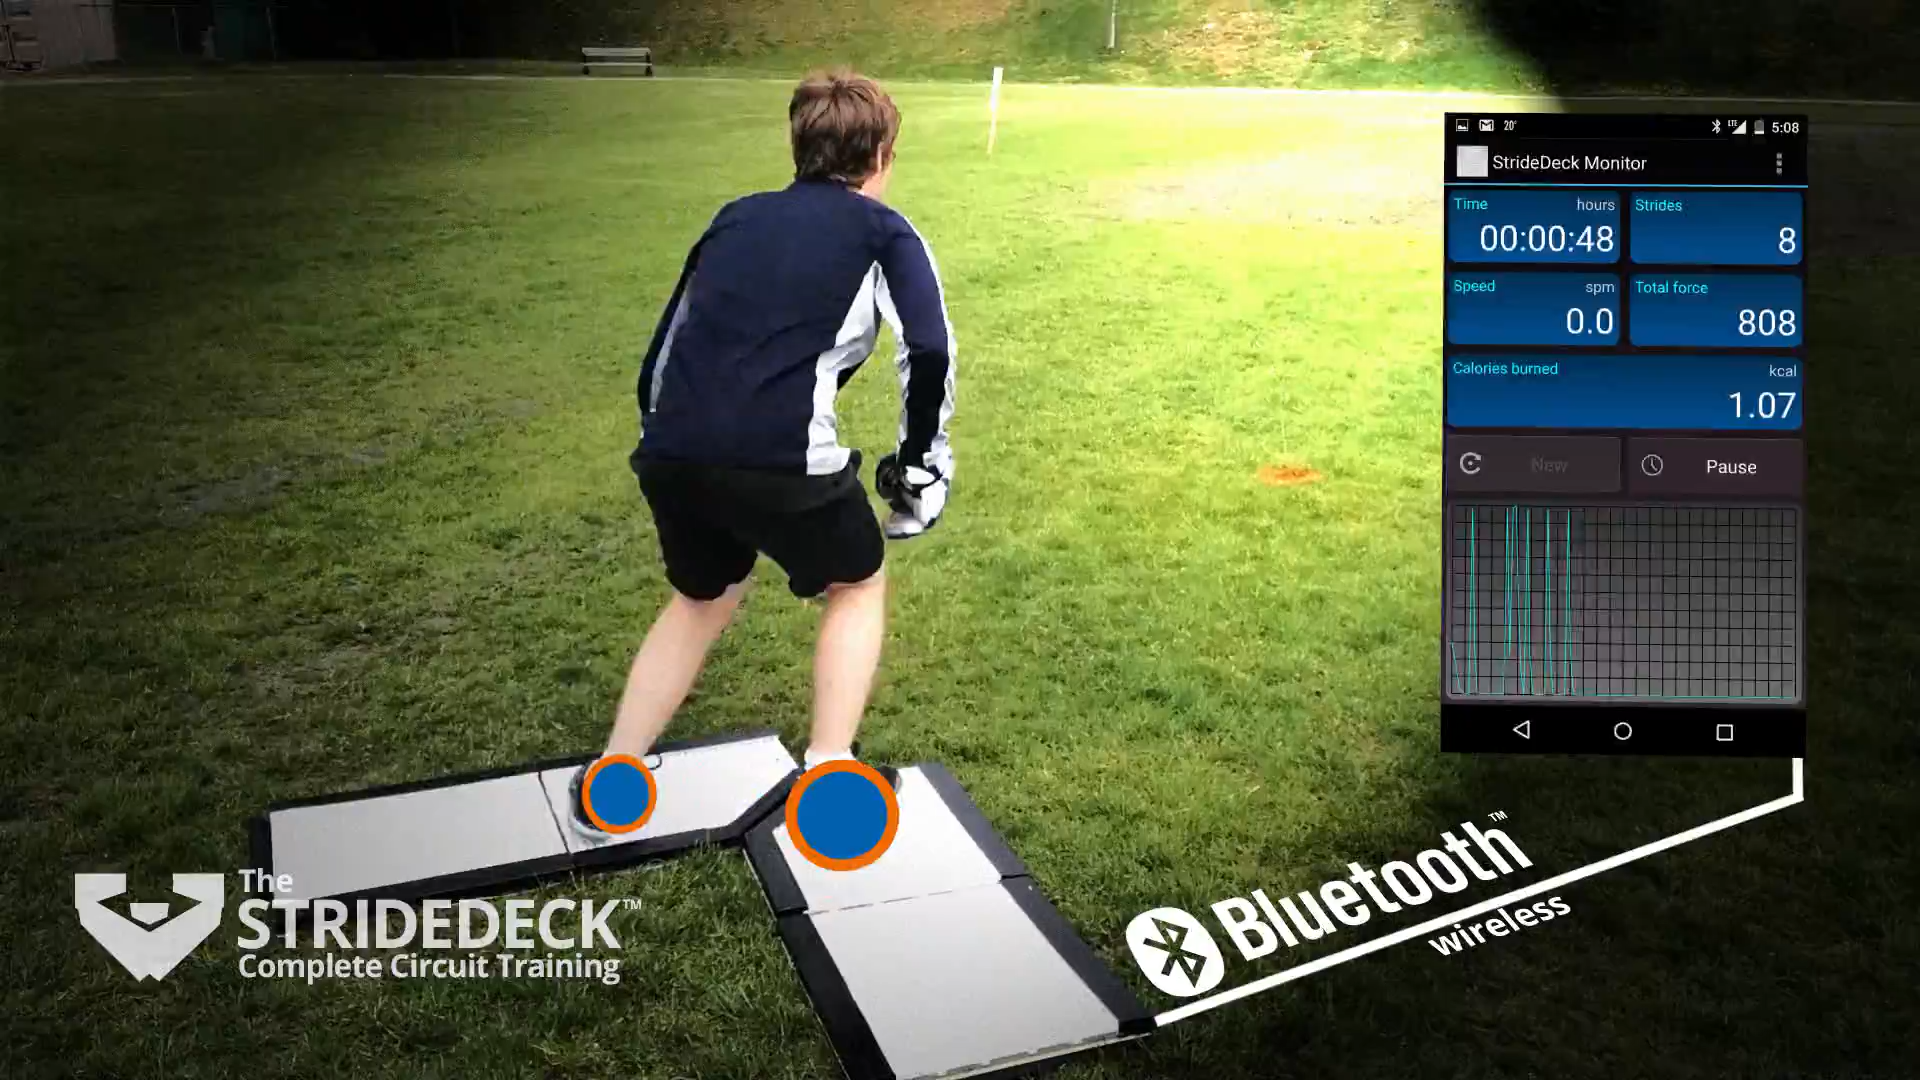 20°
LTE
5:08
StrideDeck Monitor
Time hours
00:00:48
Strides
8
Speed spm
0.0
Total force
808
Calories burned kcal
1.07
New
Pause
The
STRIDEDECK™
Complete Circuit Training
Bluetooth™
wireless